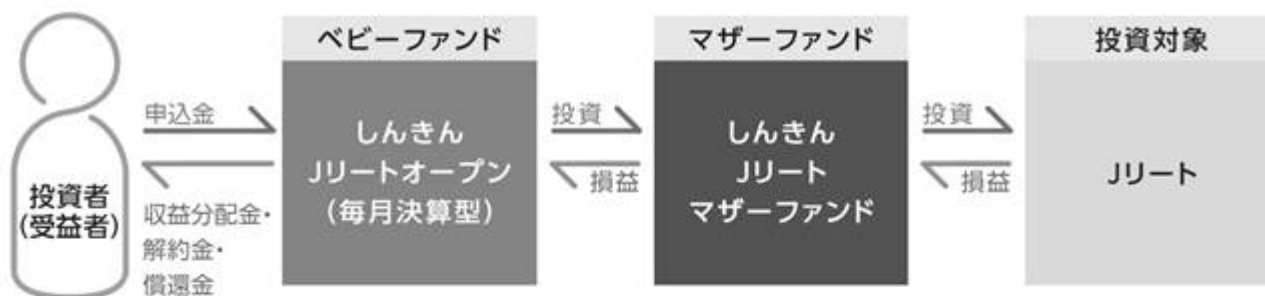 ベビーファンド
マザーファンド
投資対象
申込金
投資
投資
しんきん
Jリートオープン
(毎月決算型)
しんきん
Jリート
マザーファンド
Jリート
損益
損益
投資者
(受益者)
収益分配金・
解約金・
償還金